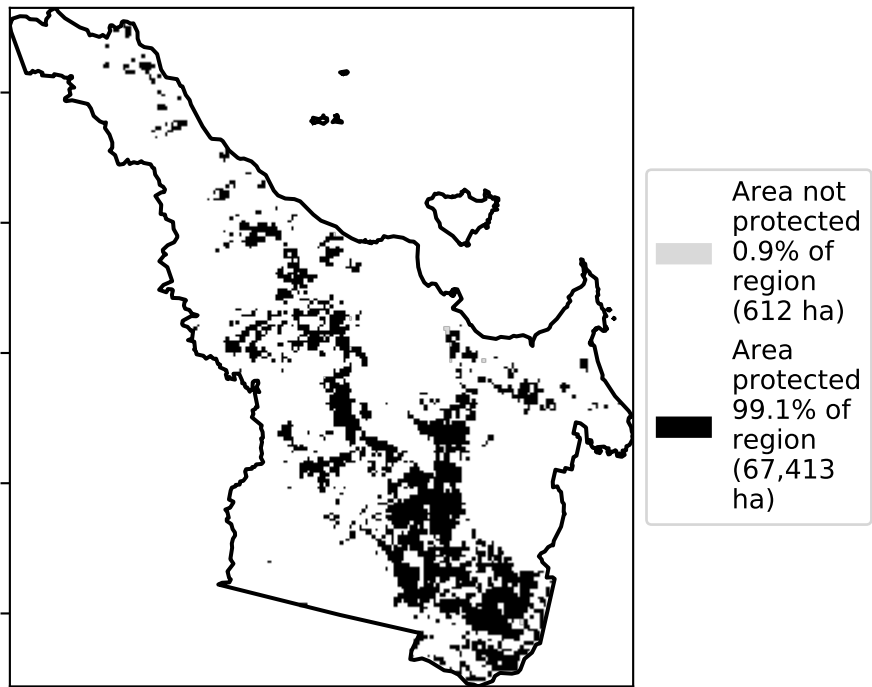 Area not
protected
0.9% of
region
(612 ha)
Area
protected
99.1% of
region
(67,413
ha)